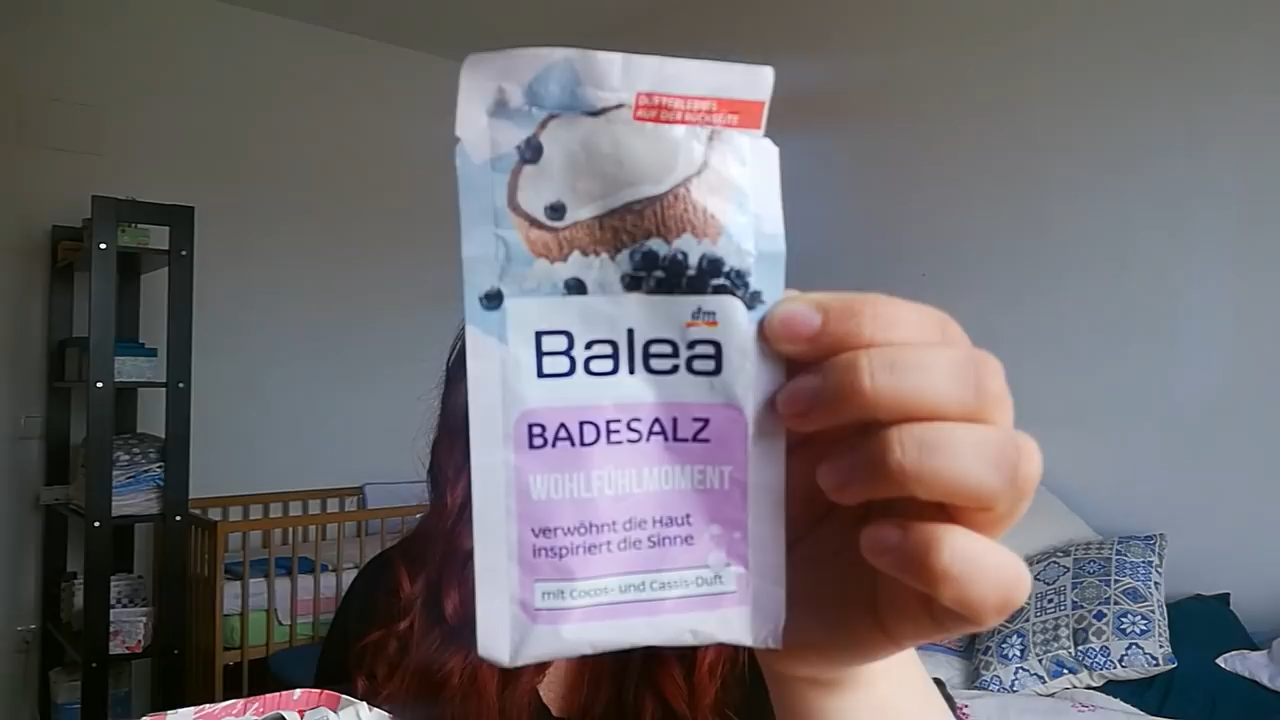 DUFTERLEBNIS
AUF DER RÜCKSEITE
dm
Balea
BADESALZ
WOHLFÜHLMOMENT
verwöhnt die Haut
inspiriert die Sinne
mit Cocos- und Cassis-Duft